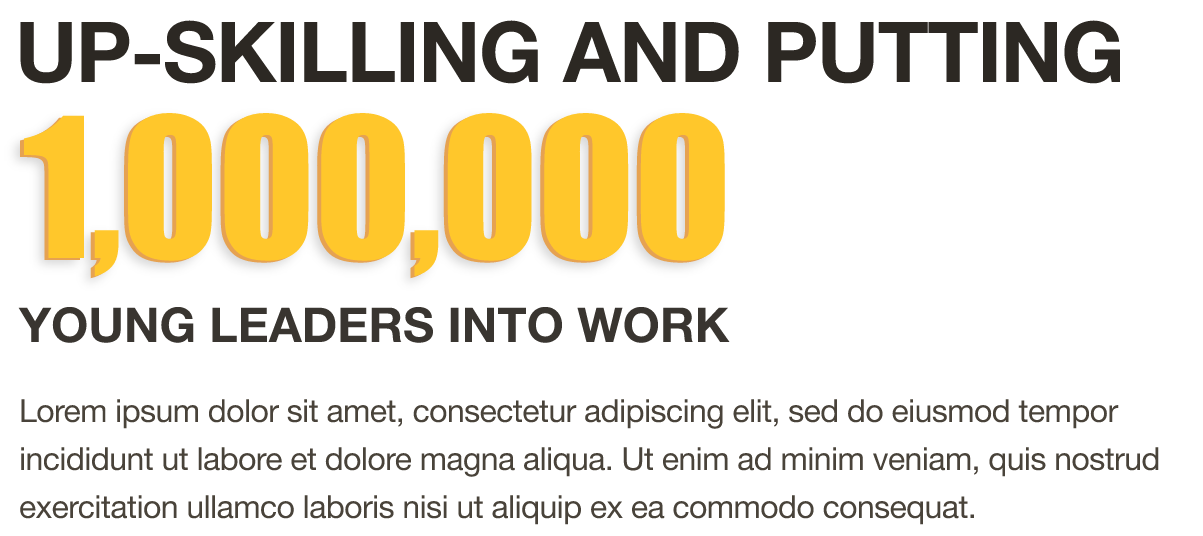 UP-SKILLING AND PUTTING
1,000,000
YOUNG LEADERS INTO WORK
Lorem ipsum dolor sit amet, consectetur adipiscing elit, sed do eiusmod tempor
incididunt ut labore et dolore magna aliqua. Ut enim ad minim veniam, quis nostrud
exercitation ullamco laboris nisi ut aliquip ex ea commodo consequat.